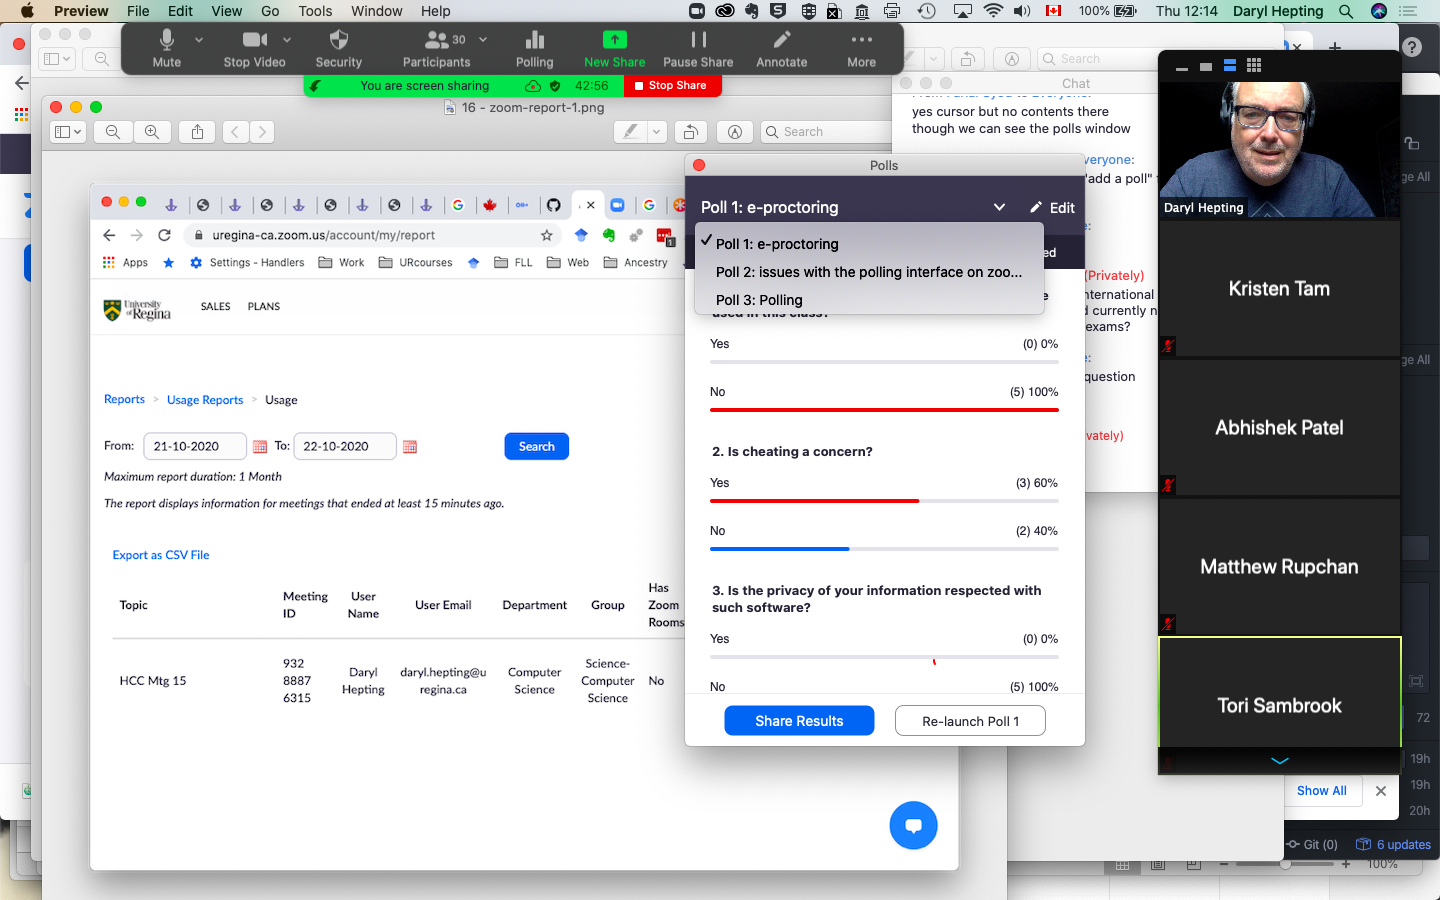 Preview File Edit View Go Tools Window Help
100% Thu 12:14 Daryl Hepting
Mute
Stop Video
Security
Participants 30
Polling
New Share
Pause Share
Annotate
More
You are screen sharing 42:56 Stop Share
16 - zoom-report-1.png
Search
Search
Chat
yes cursor but no contents there
though we can see the polls window
veryone:
"add a poll"
(Privately)
nternational
d currently n
exams?
question
vately)
uregina-ca.zoom.us/account/my/report
Apps
Settings - Handlers
Work
URcourses
FLL
Web
Ancestry
University of Regina
SALES PLANS
Reports > Usage Reports > Usage
From: 21-10-2020 To: 22-10-2020 Search
Maximum report duration: 1 Month
The report displays information for meetings that ended at least 15 minutes ago.
Export as CSV File
Topic Meeting ID User Name User Email Department Group Has Zoom Rooms
HCC Mtg 15 932 8887 6315 Daryl Hepting daryl.hepting@uregina.ca Computer Science Science-Computer Science No
Polls
Poll 1: e-proctoring Edit
✓ Poll 1: e-proctoring
Poll 2: issues with the polling interface on zoo...
Poll 3: Polling
ed
e
used in this class?
Yes (0) 0%
No (5) 100%
2. Is cheating a concern?
Yes (3) 60%
No (2) 40%
3. Is the privacy of your information respected with
such software?
Yes (0) 0%
No (5) 100%
Share Results Re-launch Poll 1
Daryl Hepting
Kristen Tam
Abhishek Patel
Matthew Rupchan
Tori Sambrook
ge All
ge All
72
19h
19h
20h
Show All
Git (0) 6 updates
100%